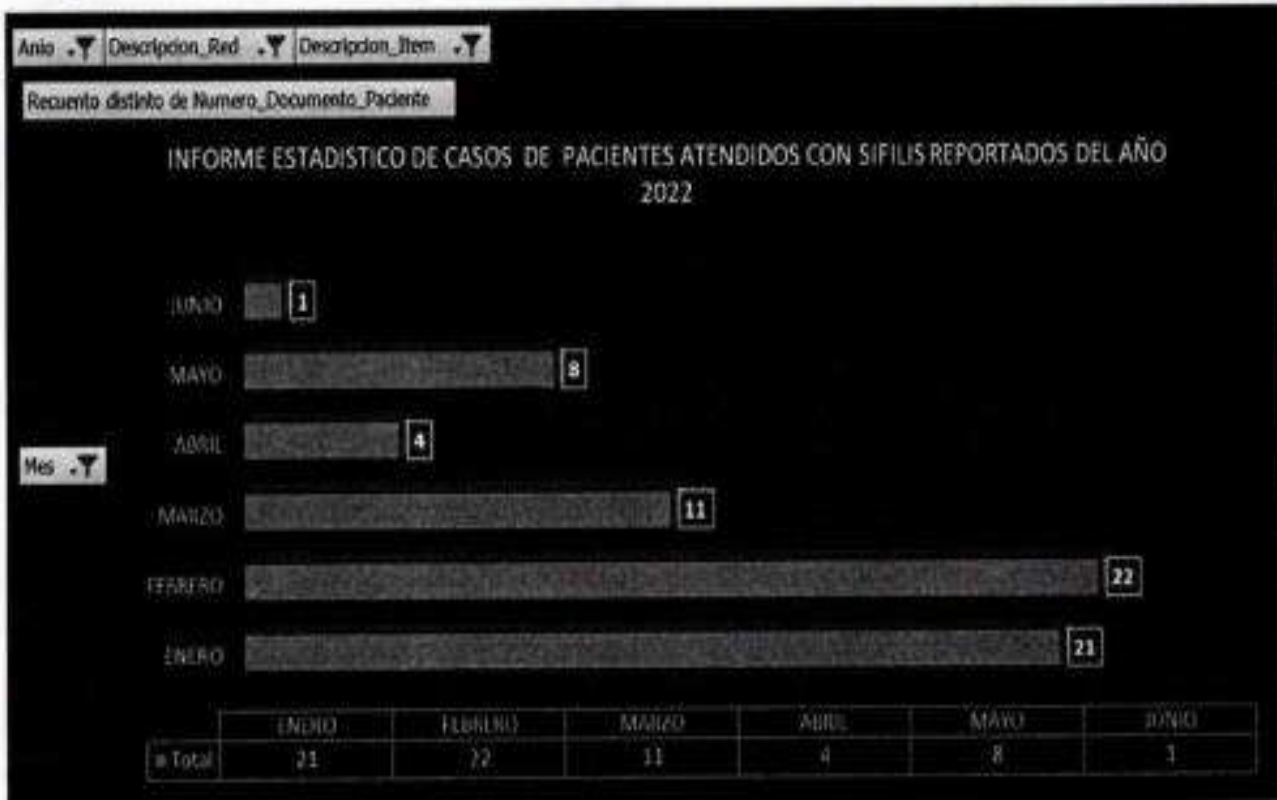 Anio Descripcion_Red Descripcion_Item
Recuento distinto de Numero_Documento_Paciente
INFORME ESTADISTICO DE CASOS DE PACIENTES ATENDIDOS CON SIFILIS REPORTADOS DEL AÑO
2022
JUNIO 1
MAYO 8
ABRIL 4
Mes
MARZO 11
FEBRERO 22
ENERO 21
ENERO FEBRERO MARZO ABRIL MAYO JUNIO
Total 21 22 11 4 8 1